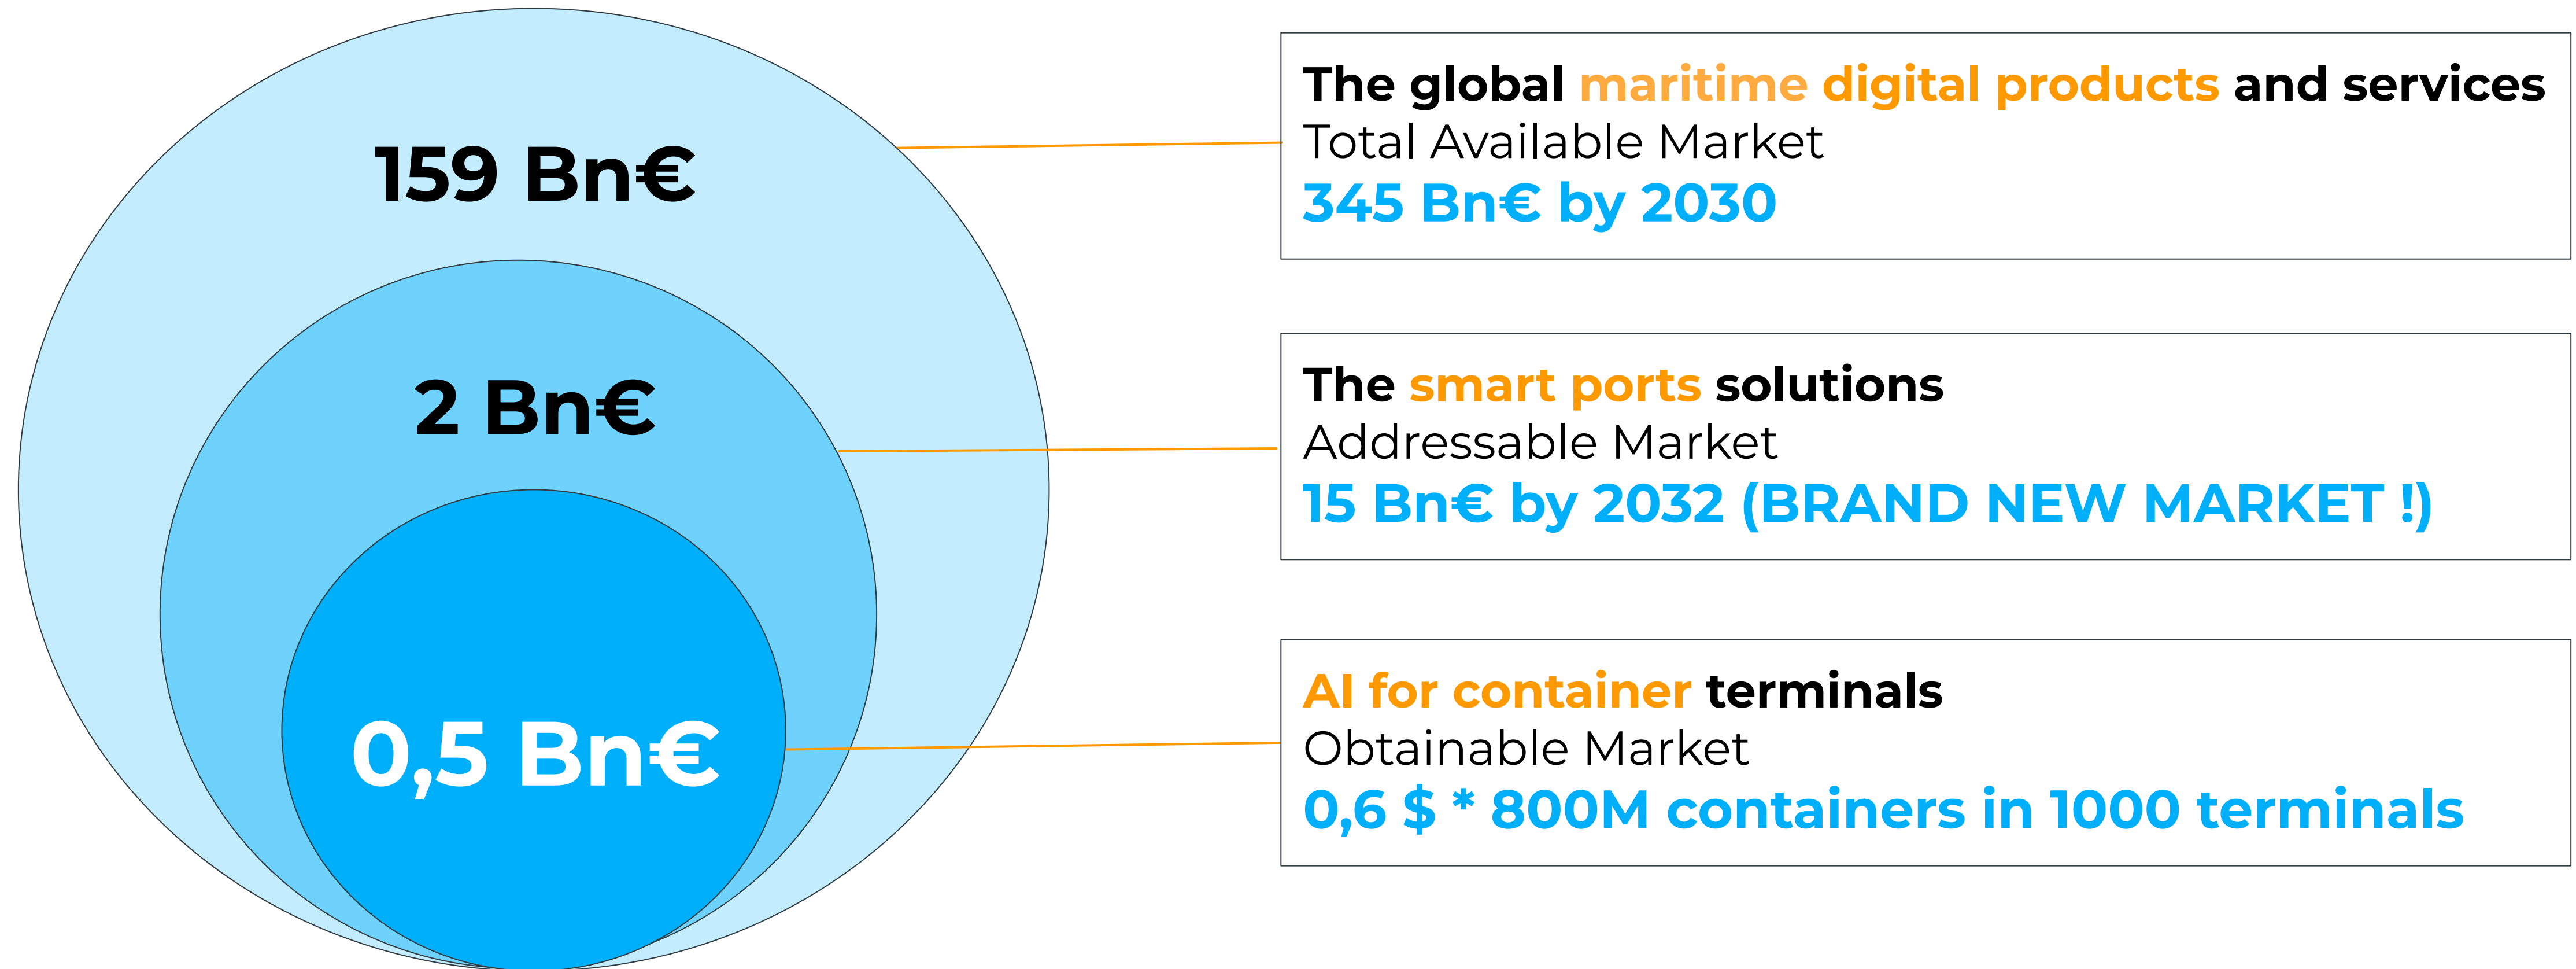 159 Bn€
2 Bn€
0,5 Bn€
The global maritime digital products and services
Total Available Market
345 Bn€ by 2030
The smart ports solutions
Addressable Market
15 Bn€ by 2032 (BRAND NEW MARKET !)
AI for container terminals
Obtainable Market
0,6 $ * 800M containers in 1000 terminals